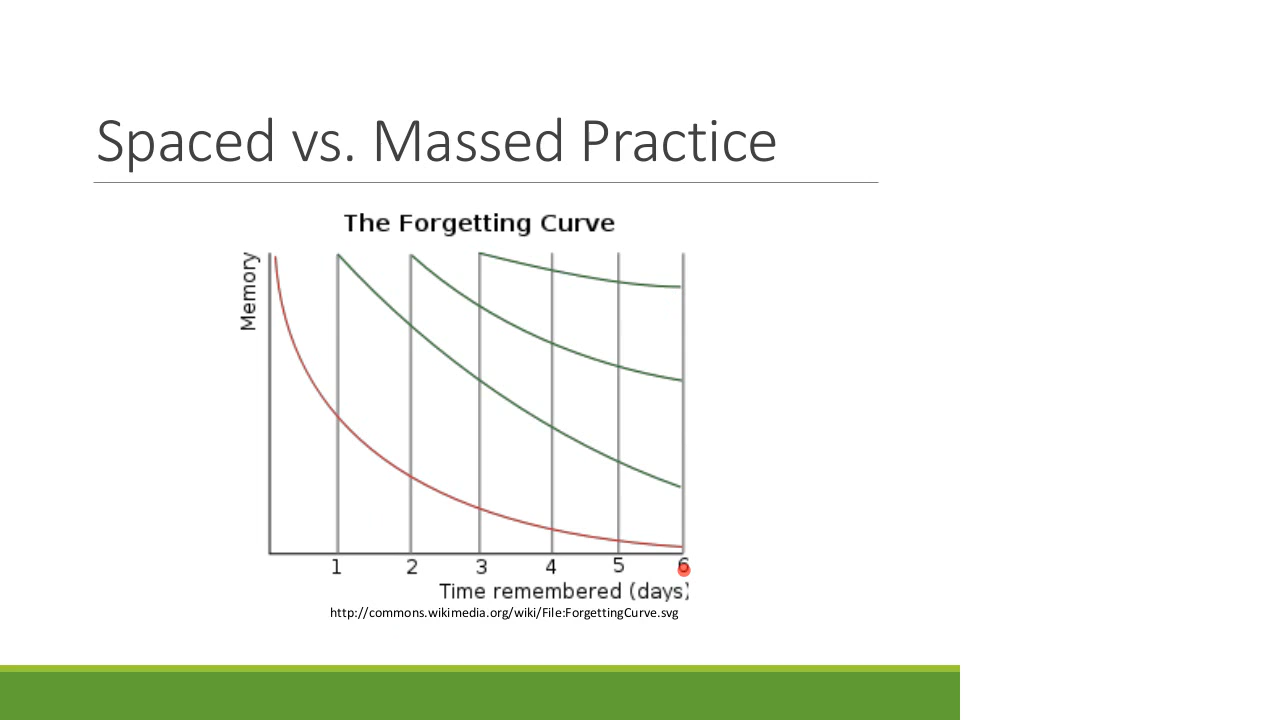 Spaced vs. Massed Practice
The Forgetting Curve
Memory
1 2 3 4 5 6
Time remembered (days)
http://commons.wikimedia.org/wiki/File:ForgettingCurve.svg